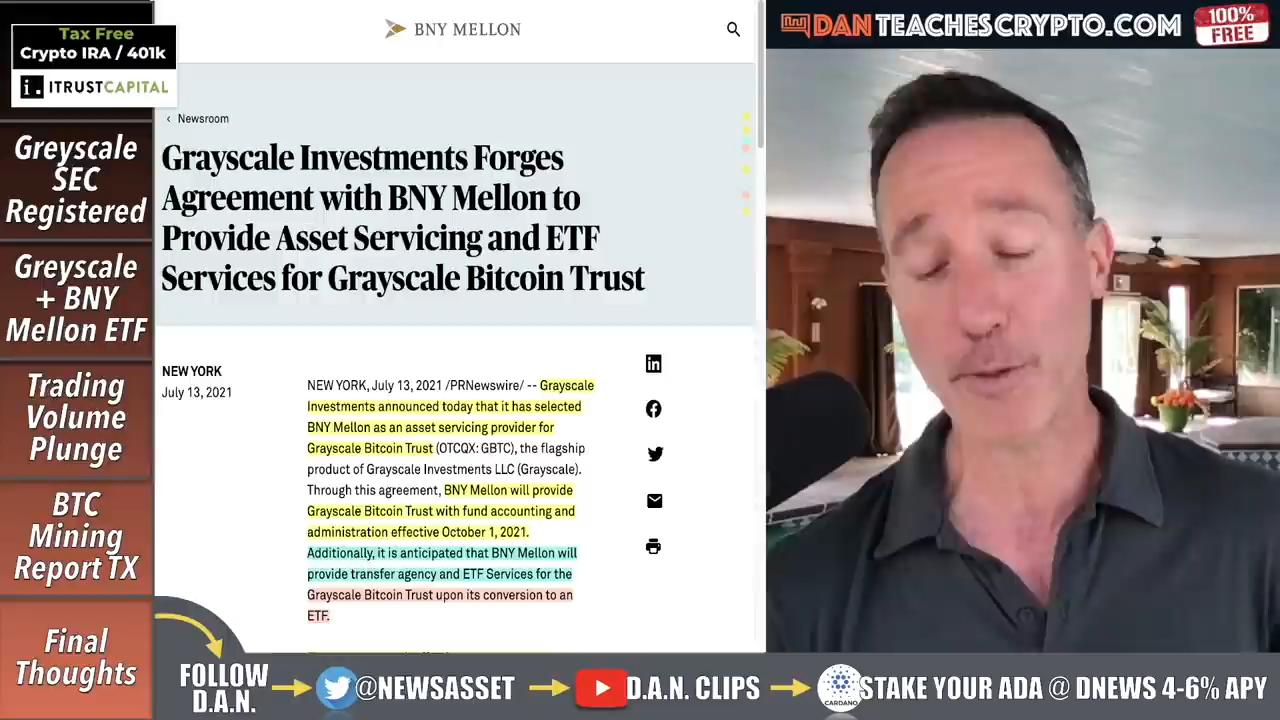 Tax Free
Crypto IRA / 401k
i. ITRUSTCAPITAL
Greyscale
SEC
Registered
Greyscale
+ BNY
Mellon ETF
Trading
Volume
Plunge
BTC
Mining
Report TX
Final
Thoughts
BNY MELLON
‹ Newsroom
Grayscale Investments Forges
Agreement with BNY Mellon to
Provide Asset Servicing and ETF
Services for Grayscale Bitcoin Trust
NEW YORK
July 13, 2021
NEW YORK, July 13, 2021 /PRNewswire/ -- Grayscale
Investments announced today that it has selected
BNY Mellon as an asset servicing provider for
Grayscale Bitcoin Trust (OTCQX: GBTC), the flagship
product of Grayscale Investments LLC (Grayscale).
Through this agreement, BNY Mellon will provide
Grayscale Bitcoin Trust with fund accounting and
administration effective October 1, 2021.
Additionally, it is anticipated that BNY Mellon will
provide transfer agency and ETF Services for the
Grayscale Bitcoin Trust upon its conversion to an
ETF.
DAN TEACHESCRYPTO.COM
100%
FREE
FOLLOW
D.A.N.
@NEWSASSET
D.A.N. CLIPS
CARDANO
STAKE YOUR ADA @ DNEWS 4-6% APY